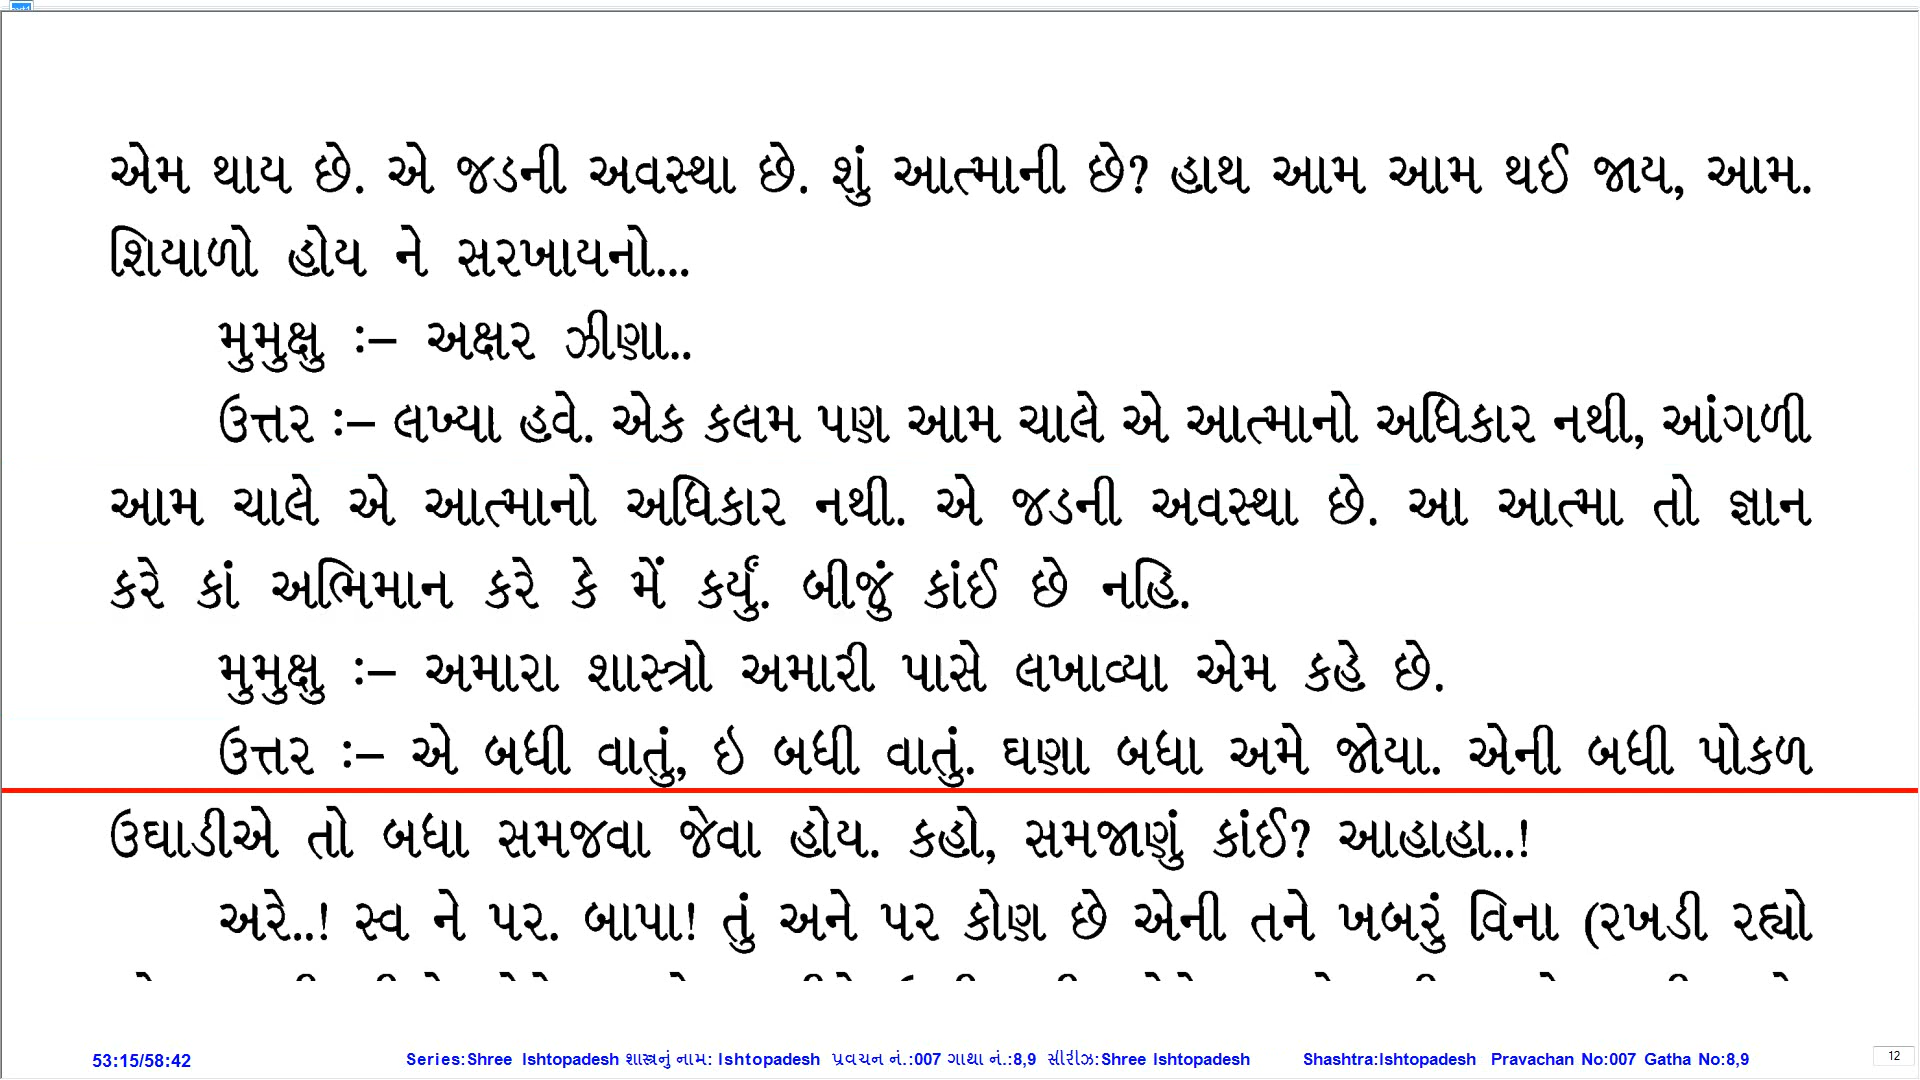 એમ થાય છે. એ જડની અવસ્થા છે. શું આત્માની છે? હાથ આમ આમ થઈ જાય, આમ.
શિયાળો હોય ને સરખાયનો...
મુમુક્ષુ :– અક્ષર ઝીણા..
ઉત્તર :– લખ્યા હવે. એક કલમ પણ આમ ચાલે એ આત્માનો અધિકાર નથી, આંગળી
આમ ચાલે એ આત્માનો અધિકાર નથી. એ જડની અવસ્થા છે. આ આત્મા તો જ્ઞાન
કરે કાં અભિમાન કરે કે મેં કર્યું. બીજું કાંઈ છે નહિ.
મુમુક્ષુ :– અમારા શાસ્ત્રો અમારી પાસે લખાવ્યા એમ કહે છે.
ઉત્તર :– એ બધી વાતું, ઇ બધી વાતું. ઘણા બધા અમે જોયા. એની બધી પોકળ
ઉઘાડીએ તો બધા સમજવા જેવા હોય. કહો, સમજાણું કાંઈ? આહાહા..!
અરે..! સ્વ ને પર. બાપા! તું અને પર કોણ છે એની તને ખબરું વિના (રખડી રહ્યો
53:15/58:42 Series:Shree Ishtopadesh શાસ્ત્રનું નામ: Ishtopadesh પ્રવચન નં.:007 ગાથા નં.:8,9 સીરીઝ:Shree Ishtopadesh Shashtra:Ishtopadesh Pravachan No:007 Gatha No:8,9 12